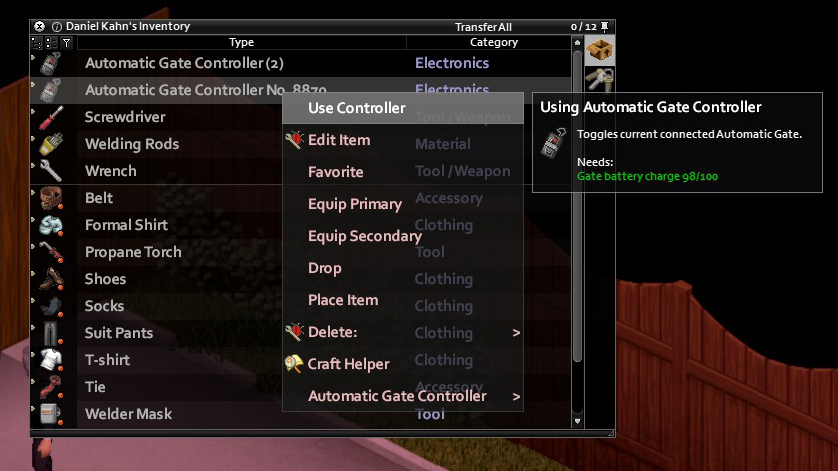 Daniel Kahn's Inventory Transfer All 0 / 12
Type Category
Automatic Gate Controller (2) Electronics
Automatic Gate Controller No. 8870 Electronics
Screwdriver Tool / Weapon
Welding Rods Material
Wrench Tool / Weapon
Belt Accessory
Formal Shirt Clothing
Propane Torch Tool
Shoes Clothing
Socks Clothing
Suit Pants Clothing
T-shirt Clothing
Tie Accessory
Welder Mask Tool
Use Controller
Edit Item
Favorite
Equip Primary
Equip Secondary
Drop
Place Item
Delete: >
Craft Helper
Automatic Gate Controller >
Using Automatic Gate Controller
Toggles current connected Automatic Gate.
Needs:
Gate battery charge 98/100